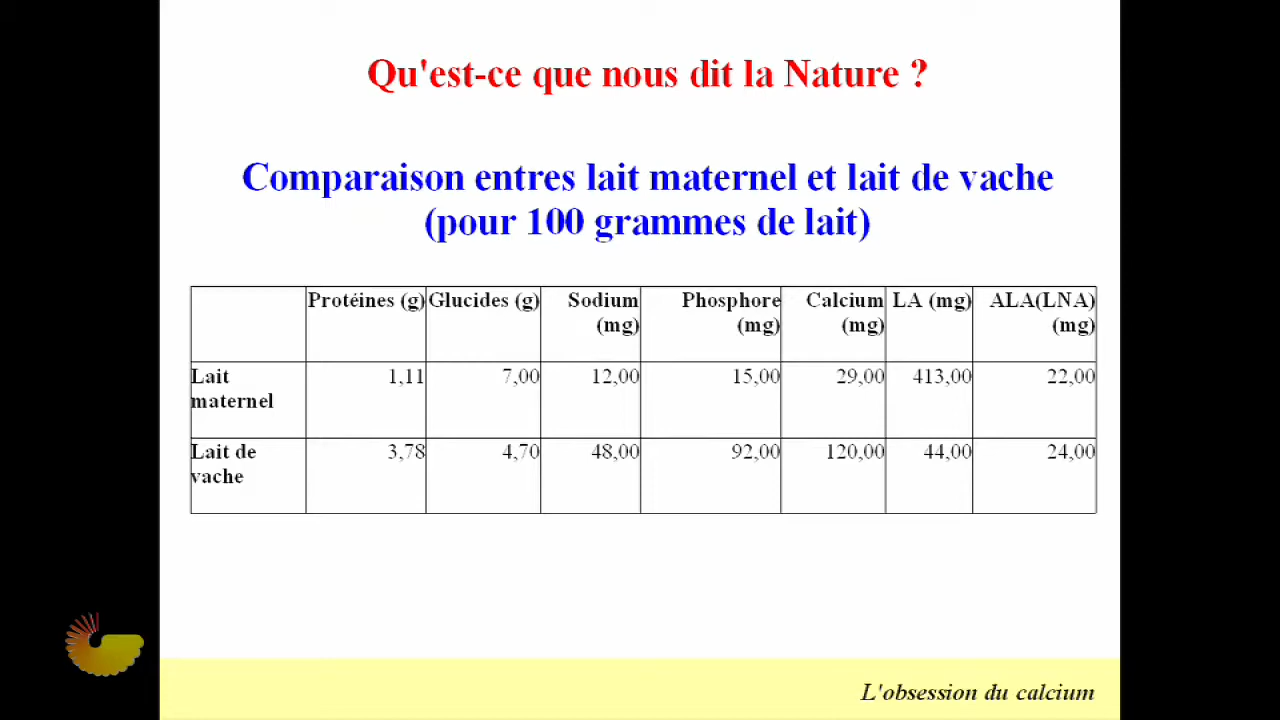 Qu'est-ce que nous dit la Nature ?
Comparaison entres lait maternel et lait de vache
(pour 100 grammes de lait)
Protéines (g) Glucides (g) Sodium (mg) Phosphore (mg) Calcium (mg) LA (mg) ALA(LNA) (mg)
Lait maternel 1,11 7,00 12,00 15,00 29,00 413,00 22,00
Lait de vache 3,78 4,70 48,00 92,00 120,00 44,00 24,00
L'obsession du calcium